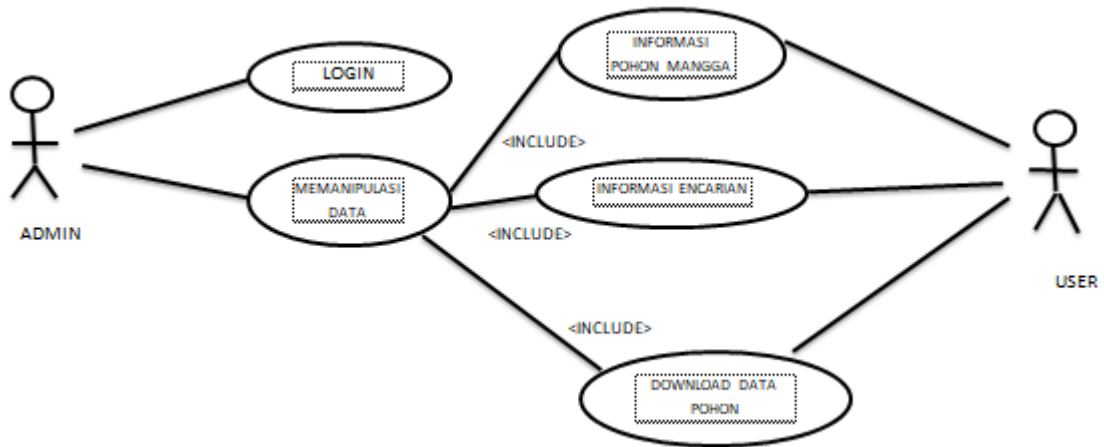 INFORMASI
POHON MANGGA
LOGIN
<INCLUDE>
MEMANIPULASI
DATA
INFORMASI ENCARIAN
ADMIN
<INCLUDE>
USER
<INCLUDE>
DOWNLOAD DATA
POHON